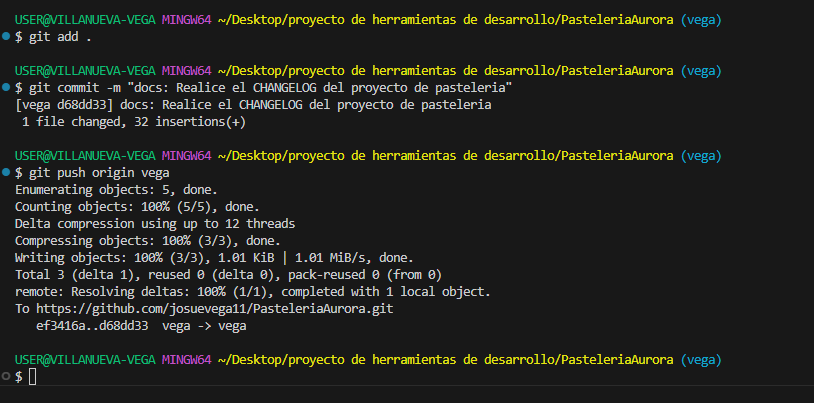 USER@VILLANUEVA-VEGA MINGW64 ~/Desktop/proyecto de herramientas de desarrollo/PasteleriaAurora (vega)
$ git add .
USER@VILLANUEVA-VEGA MINGW64 ~/Desktop/proyecto de herramientas de desarrollo/PasteleriaAurora (vega)
$ git commit -m "docs: Realice el CHANGELOG del proyecto de pasteleria"
[vega d68dd33] docs: Realice el CHANGELOG del proyecto de pasteleria
 1 file changed, 32 insertions(+)
USER@VILLANUEVA-VEGA MINGW64 ~/Desktop/proyecto de herramientas de desarrollo/PasteleriaAurora (vega)
$ git push origin vega
Enumerating objects: 5, done.
Counting objects: 100% (5/5), done.
Delta compression using up to 12 threads
Compressing objects: 100% (3/3), done.
Writing objects: 100% (3/3), 1.01 KiB | 1.01 MiB/s, done.
Total 3 (delta 1), reused 0 (delta 0), pack-reused 0 (from 0)
remote: Resolving deltas: 100% (1/1), completed with 1 local object.
To https://github.com/josuevega11/PasteleriaAurora.git
   ef3416a..d68dd33  vega -> vega
USER@VILLANUEVA-VEGA MINGW64 ~/Desktop/proyecto de herramientas de desarrollo/PasteleriaAurora (vega)
$